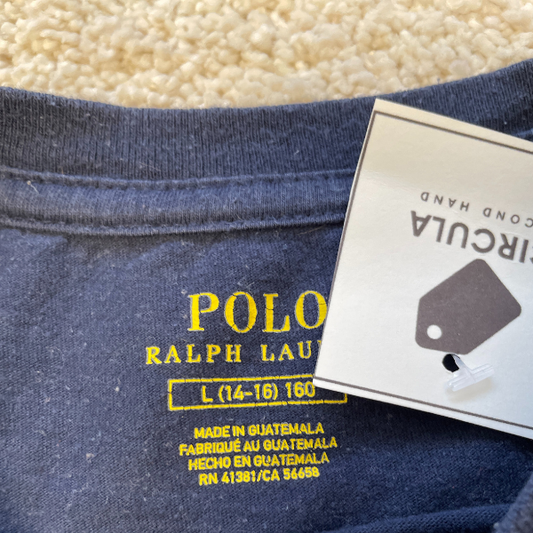 POLO
RALPH LAU
L (14-16) 160
MADE IN GUATEMALA
FABRIQUÉ AU GUATEMALA
HECHO EN GUATEMALA
RN 41381/CA 56658
CIRCULA
COND HAND